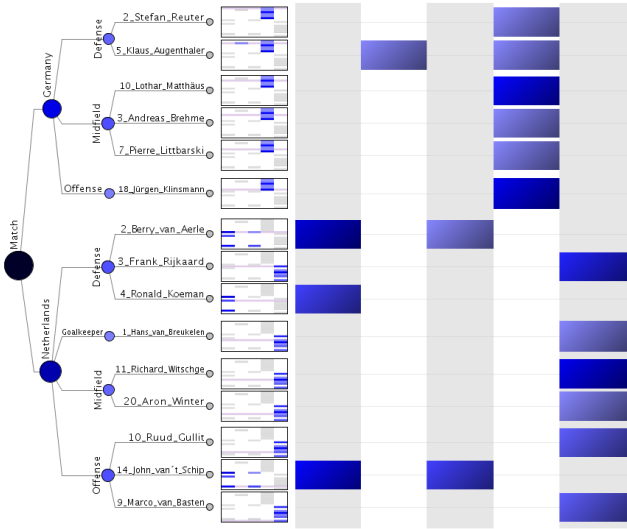 Match
Germany
Defense
2_Stefan_Reuter
5_Klaus_Augenthaler
Midfield
10_Lothar_Matthäus
3_Andreas_Brehme
7_Pierre_Littbarski
Offense
18_Jürgen_Klinsmann
Netherlands
Defense
2_Berry_van_Aerle
3_Frank_Rijkaard
4_Ronald_Koeman
Goalkeeper
1_Hans_van_Breukelen
Midfield
11_Richard_Witschge
20_Aron_Winter
Offense
10_Ruud_Gullit
14_John_van´t_Schip
9_Marco_van_Basten